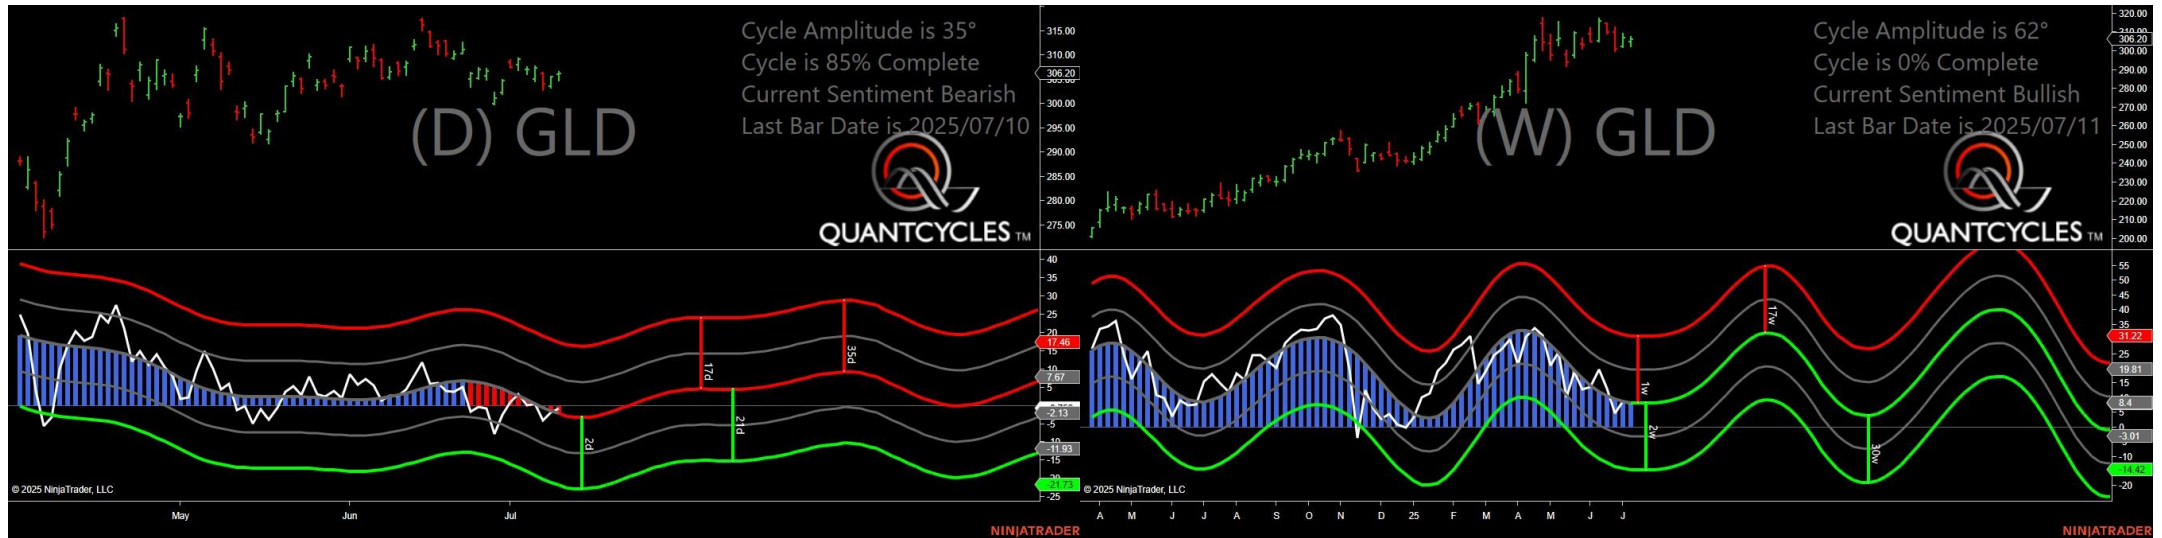 Cycle Amplitude is 35°
Cycle is 85% Complete
Current Sentiment Bearish
Last Bar Date is 2025/07/10
(D) GLD
QUANTCYCLES TM
315.00
310.00
306.20
300.00
295.00
290.00
285.00
280.00
275.00
40
35
30
25
20
17.46
15
7.67
5
-2.13
-5
-11.93
-15
-21.73
-25
17d
35d
2d
21d
© 2025 NinjaTrader, LLC
May
Jun
Jul
NINJATRADER
Cycle Amplitude is 62°
Cycle is 0% Complete
Current Sentiment Bullish
Last Bar Date is 2025/07/11
(W) GLD
QUANTCYCLES TM
320.00
306.20
300.00
290.00
280.00
270.00
260.00
250.00
240.00
230.00
220.00
210.00
200.00
55
50
45
40
35
31.22
25
19.81
15
8.4
5
0
-3.01
-10
-14.42
-20
17w
1w
2w
30w
© 2025 NinjaTrader, LLC
A M J J A S O N D 25 F M A M J J
NINJATRADER